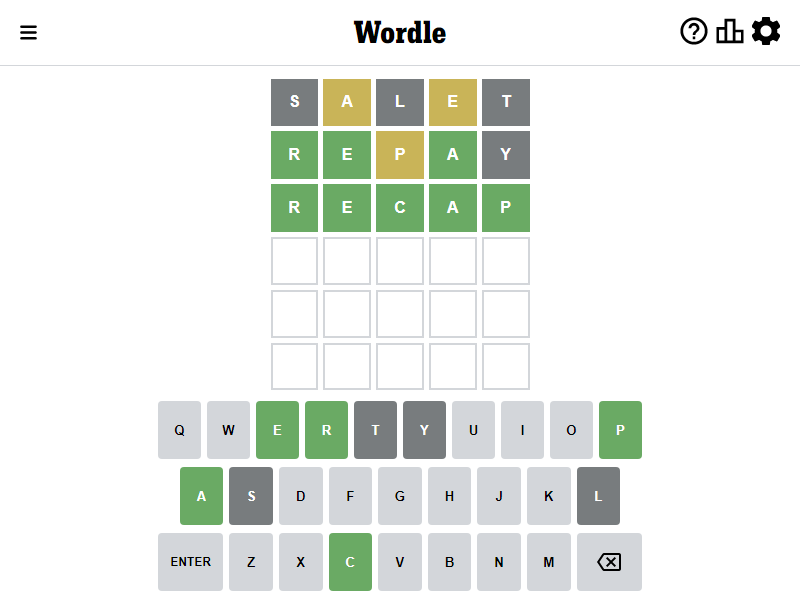 Wordle
S A L E T
R E P A Y
R E C A P
Q W E R T Y U I O P
A S D F G H J K L
ENTER Z X C V B N M